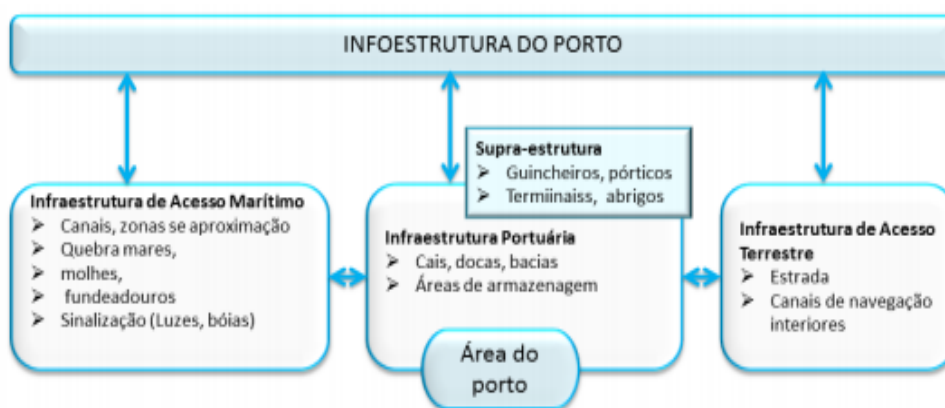 INFOESTRUTURA DO PORTO
Infraestrutura de Acesso Marítimo
➢ Canais, zonas se aproximação
➢ Quebra mares,
➢ molhes,
➢ fundeadouros
➢ Sinalização (Luzes, bóias)
Supra-estrutura
➢ Guincheiros, pórticos
➢ Termiinaiss, abrigos
Infraestrutura Portuária
➢ Cais, docas, bacias
➢ Áreas de armazenagem
Área do
porto
Infraestrutura de Acesso
Terrestre
➢ Estrada
➢ Canais de navegação
interiores